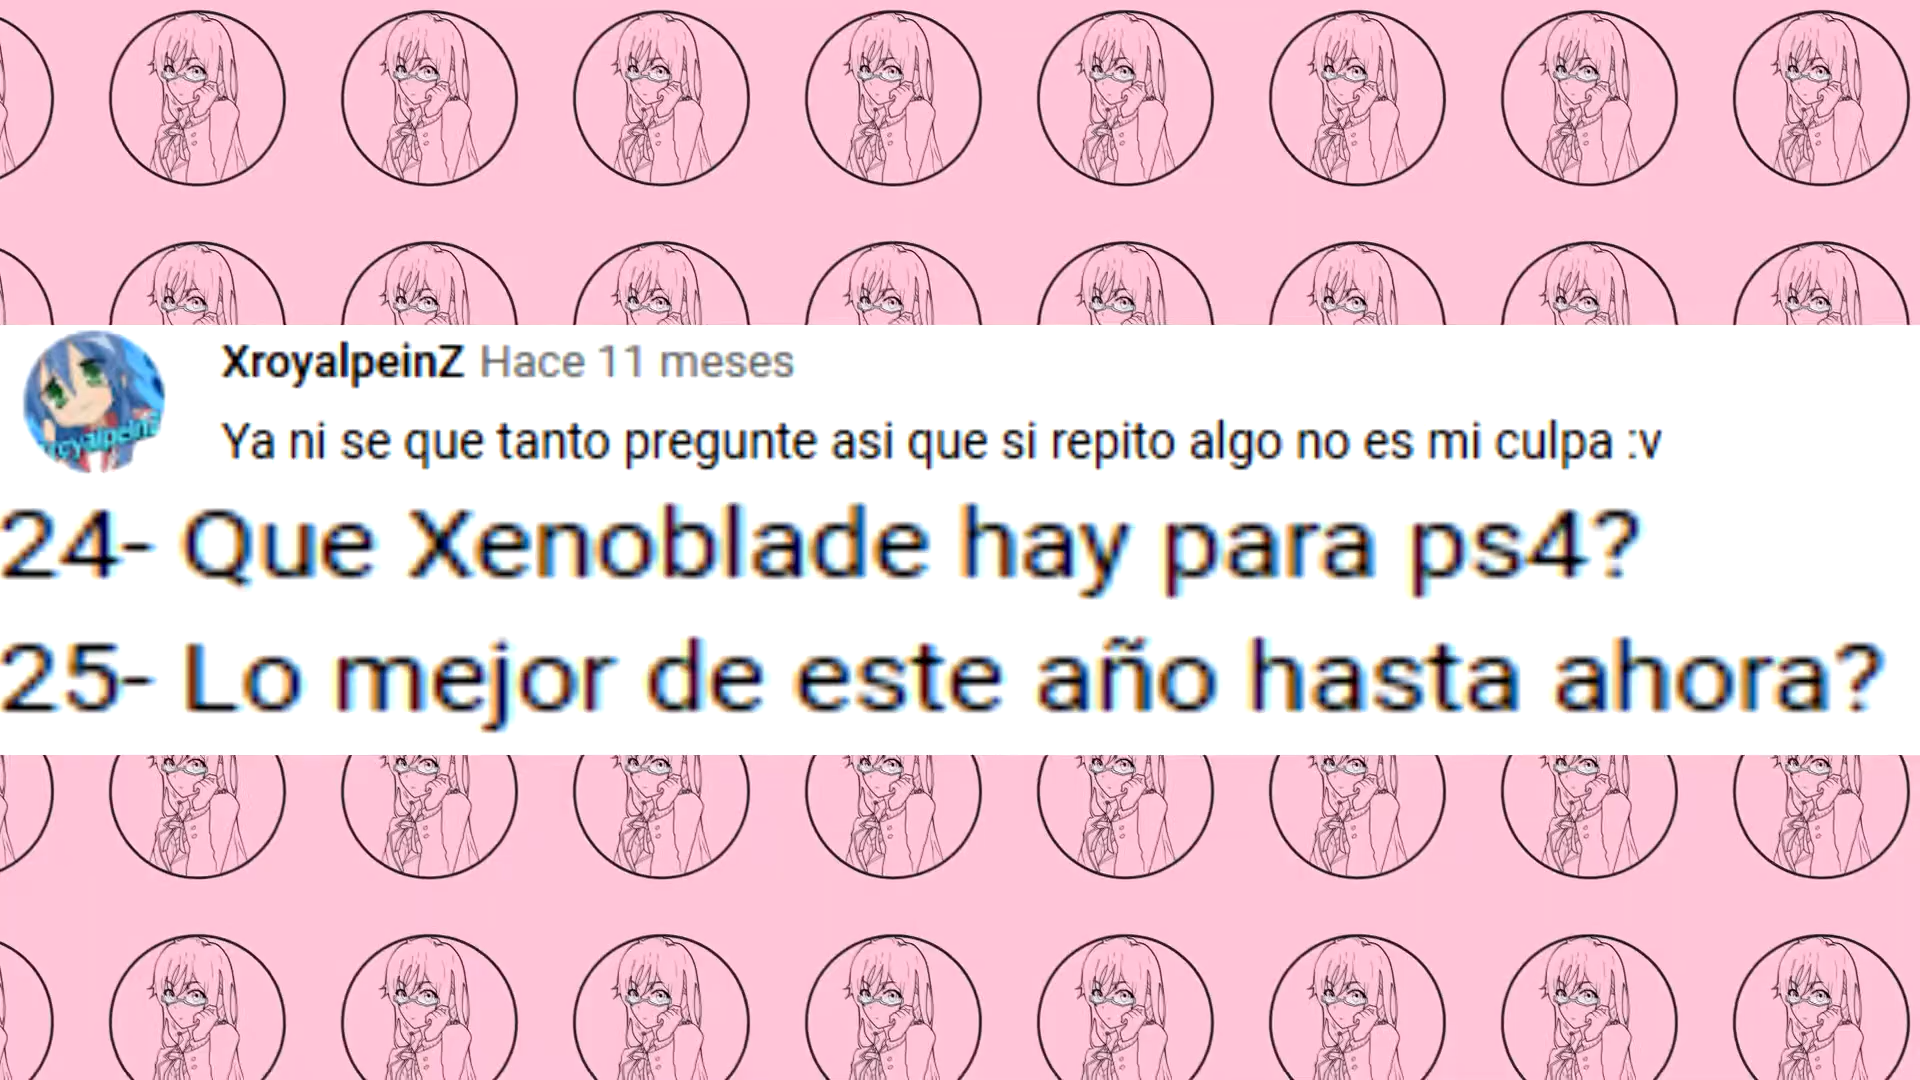 XroyalpeinZ Hace 11 meses
Ya ni se que tanto pregunte asi que si repito algo no es mi culpa :v
Xroyalpeinz
24- Que Xenoblade hay para ps4?
25- Lo mejor de este año hasta ahora?